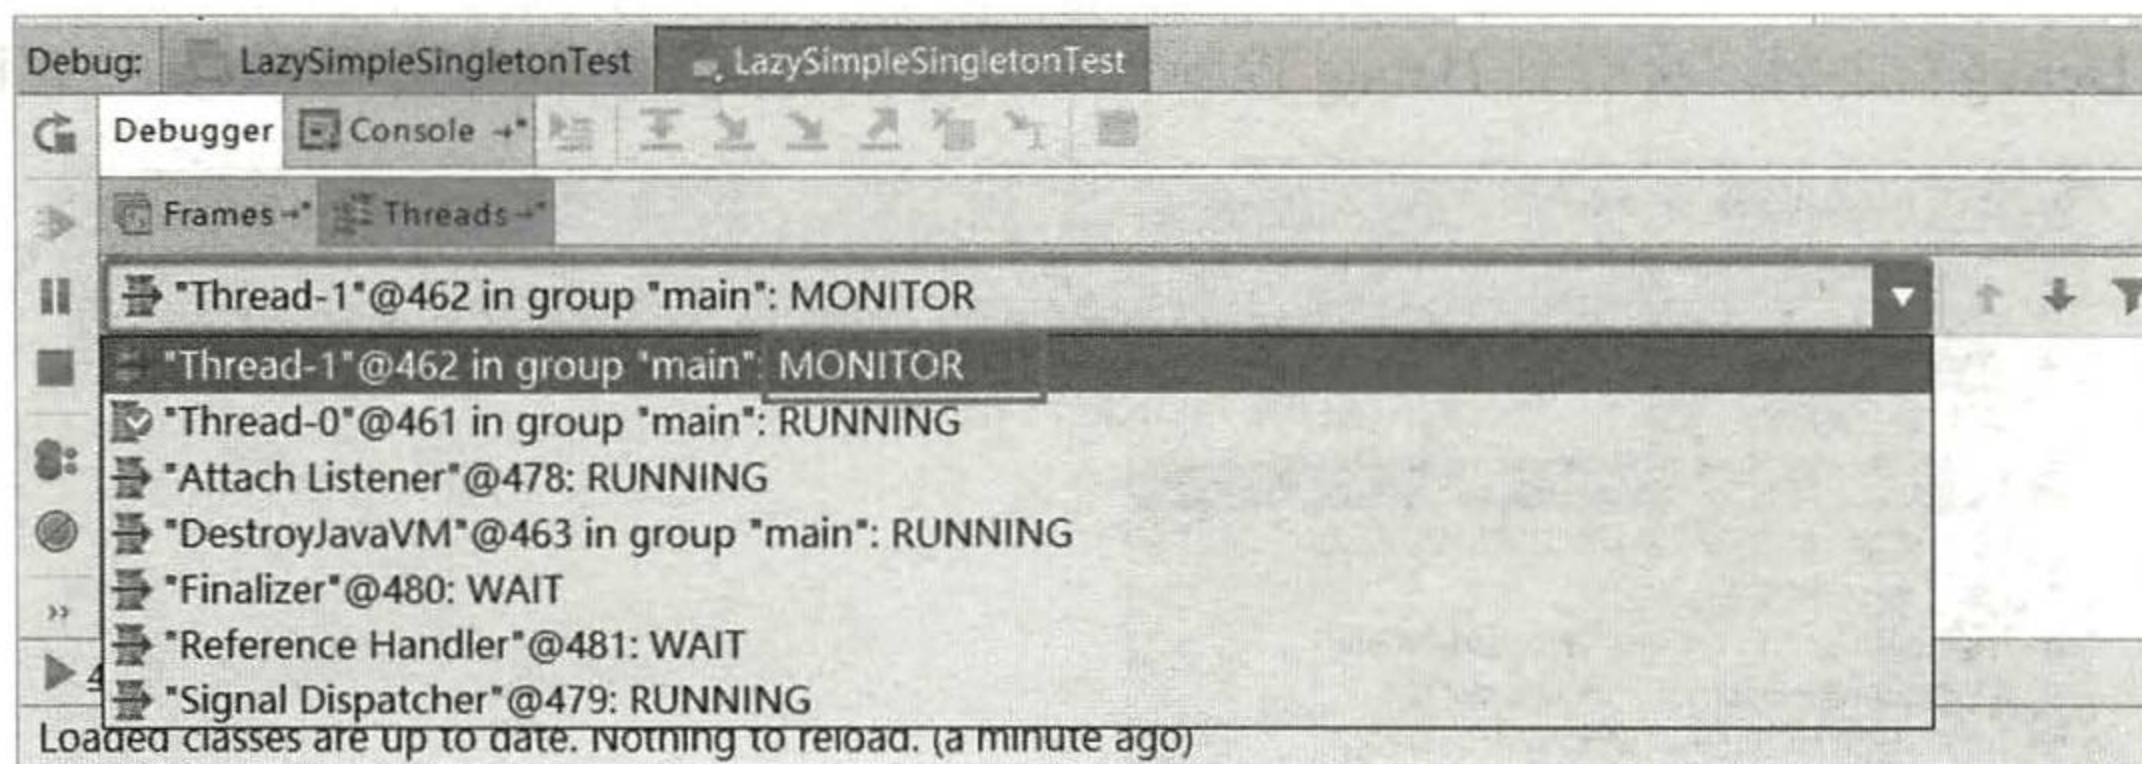 Debug: LazySimpleSingletonTest LazySimpleSingletonTest
Debugger Console
Frames Threads
"Thread-1"@462 in group "main": MONITOR
"Thread-1"@462 in group "main": MONITOR
"Thread-0"@461 in group "main": RUNNING
"Attach Listener"@478: RUNNING
"DestroyJavaVM"@463 in group "main": RUNNING
"Finalizer"@480: WAIT
"Reference Handler"@481: WAIT
4
"Signal Dispatcher"@479: RUNNING
Loaded classes are up to date. Nothing to reload. (a minute ago)